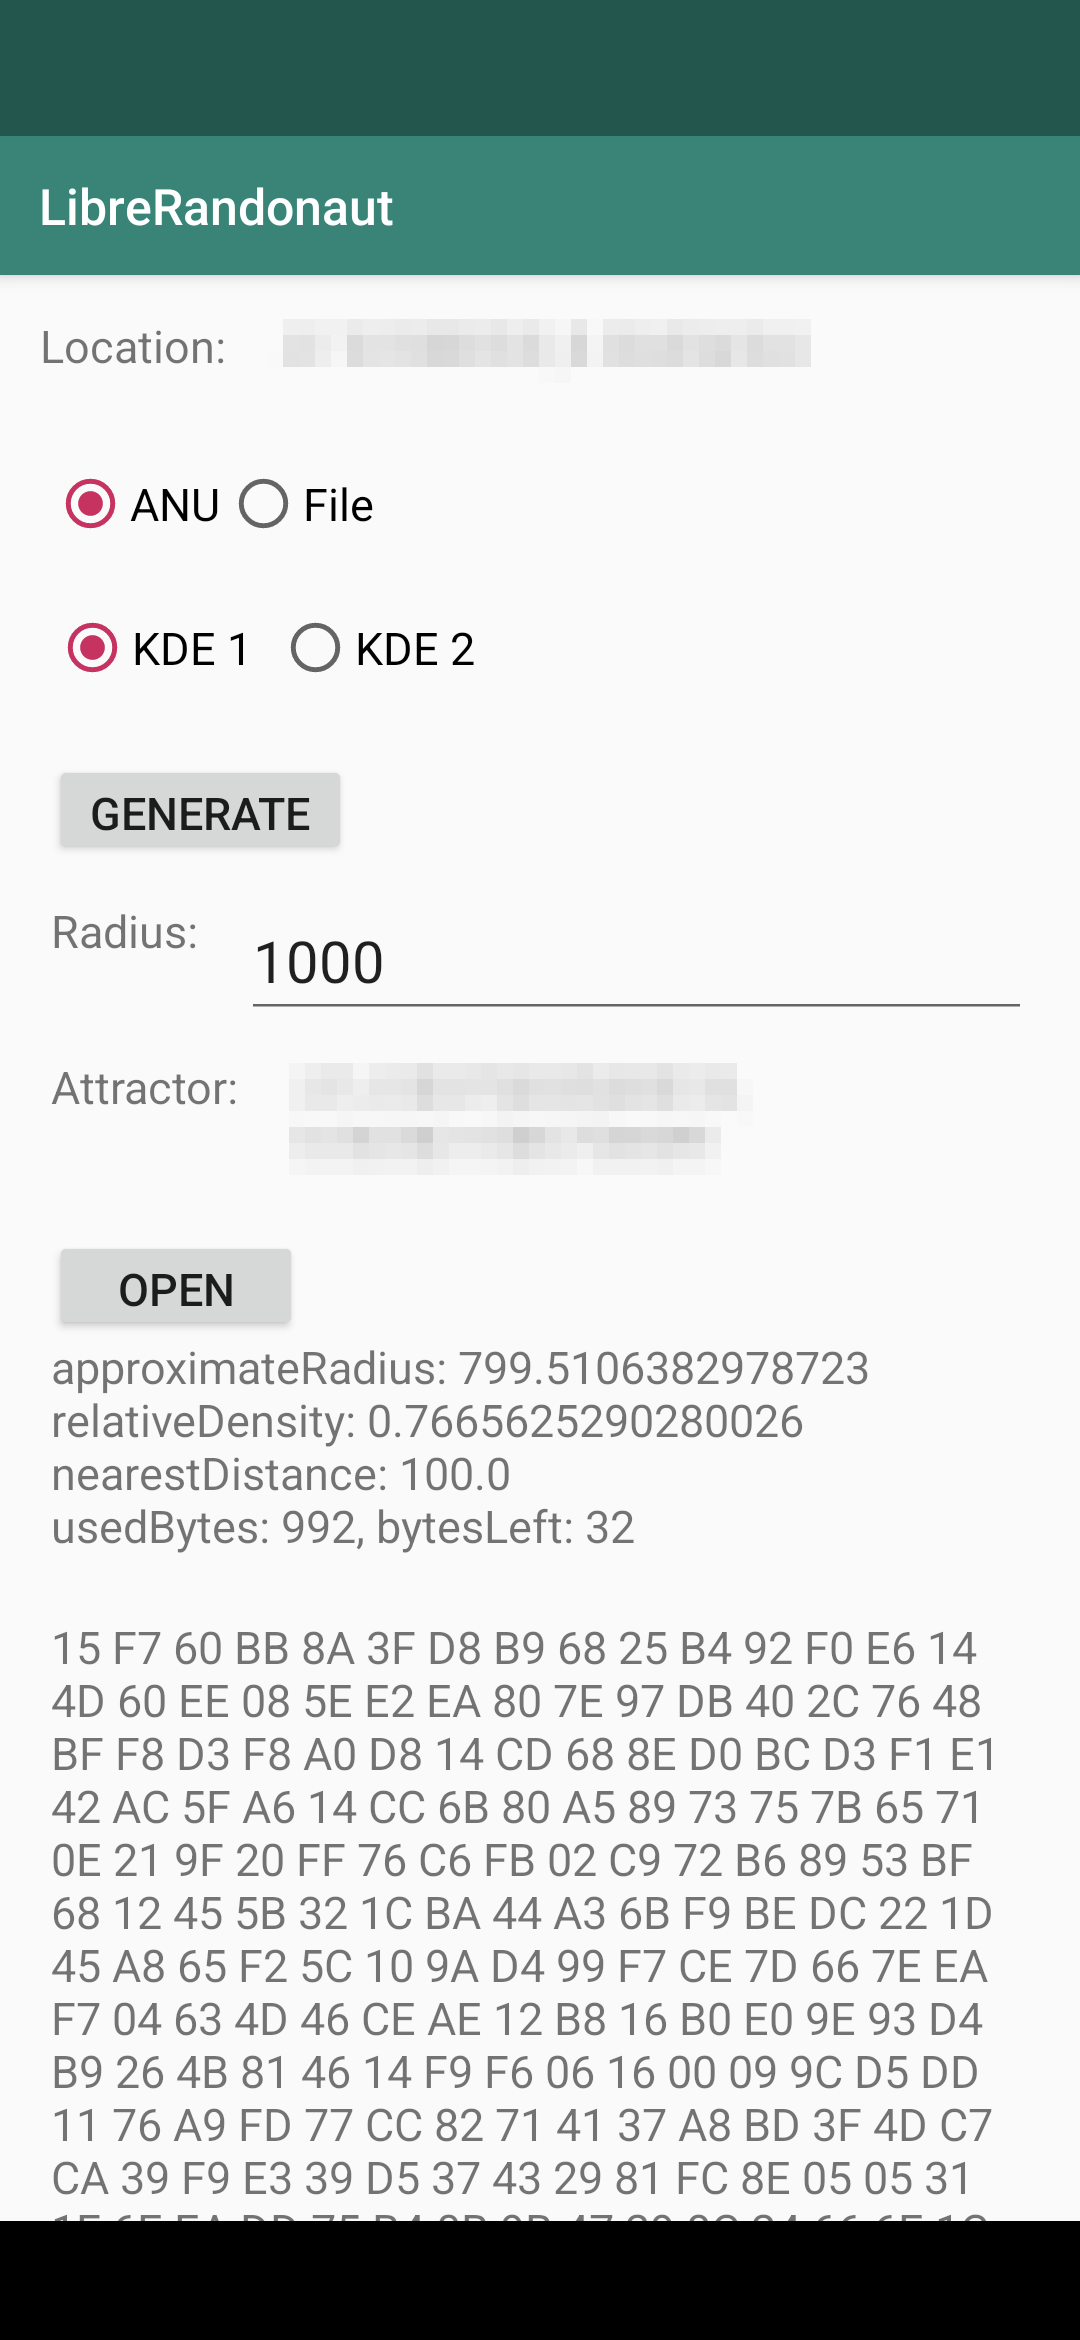 LibreRandonaut
Location:
ANU File
KDE 1 KDE 2
GENERATE
Radius: 1000
Attractor:
OPEN
approximateRadius: 799.5106382978723
relativeDensity: 0.7665625290280026
nearestDistance: 100.0
usedBytes: 992, bytesLeft: 32
15 F7 60 BB 8A 3F D8 B9 68 25 B4 92 F0 E6 14
4D 60 EE 08 5E E2 EA 80 7E 97 DB 40 2C 76 48
BF F8 D3 F8 A0 D8 14 CD 68 8E D0 BC D3 F1 E1
42 AC 5F A6 14 CC 6B 80 A5 89 73 75 7B 65 71
0E 21 9F 20 FF 76 C6 FB 02 C9 72 B6 89 53 BF
68 12 45 5B 32 1C BA 44 A3 6B F9 BE DC 22 1D
45 A8 65 F2 5C 10 9A D4 99 F7 CE 7D 66 7E EA
F7 04 63 4D 46 CE AE 12 B8 16 B0 E0 9E 93 D4
B9 26 4B 81 46 14 F9 F6 06 16 00 09 9C D5 DD
11 76 A9 FD 77 CC 82 71 41 37 A8 BD 3F 4D C7
CA 39 F9 E3 39 D5 37 43 29 81 FC 8E 05 05 31